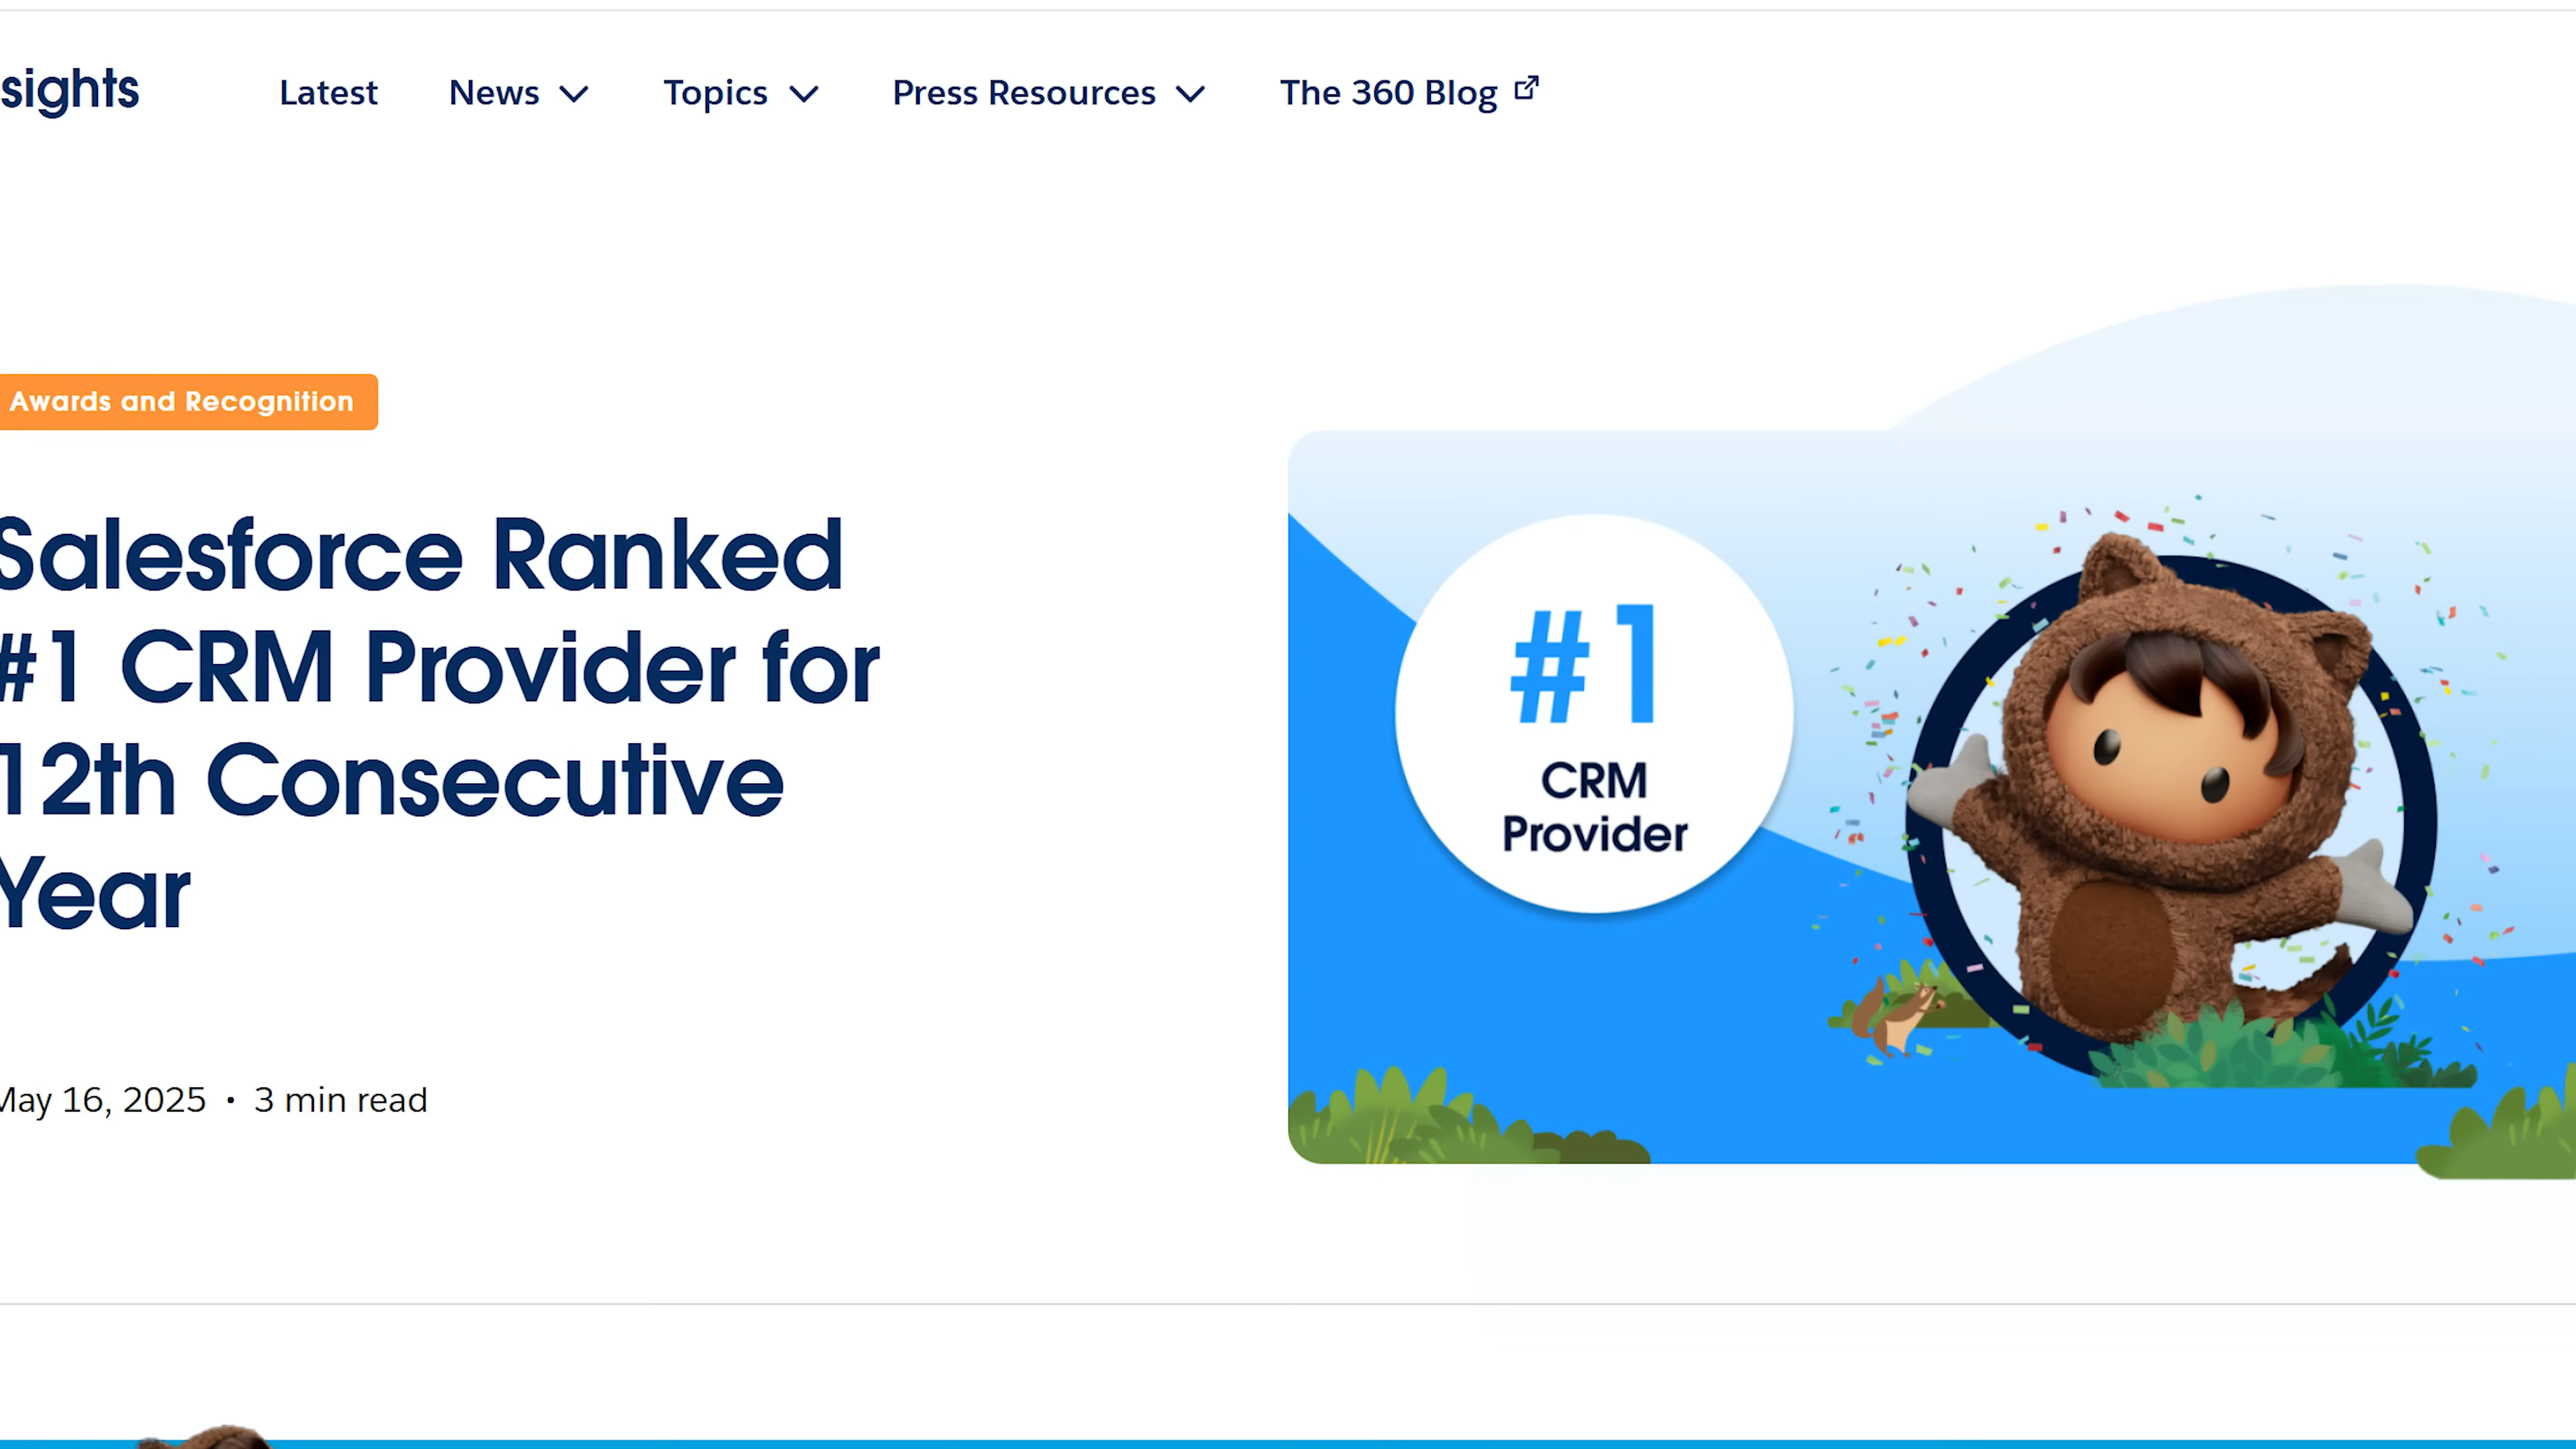 sights
Latest
News
Topics
Press Resources
The 360 Blog
Awards and Recognition
Salesforce Ranked
#1 CRM Provider for
12th Consecutive
Year
May 16, 2025 • 3 min read
#1
CRM
Provider